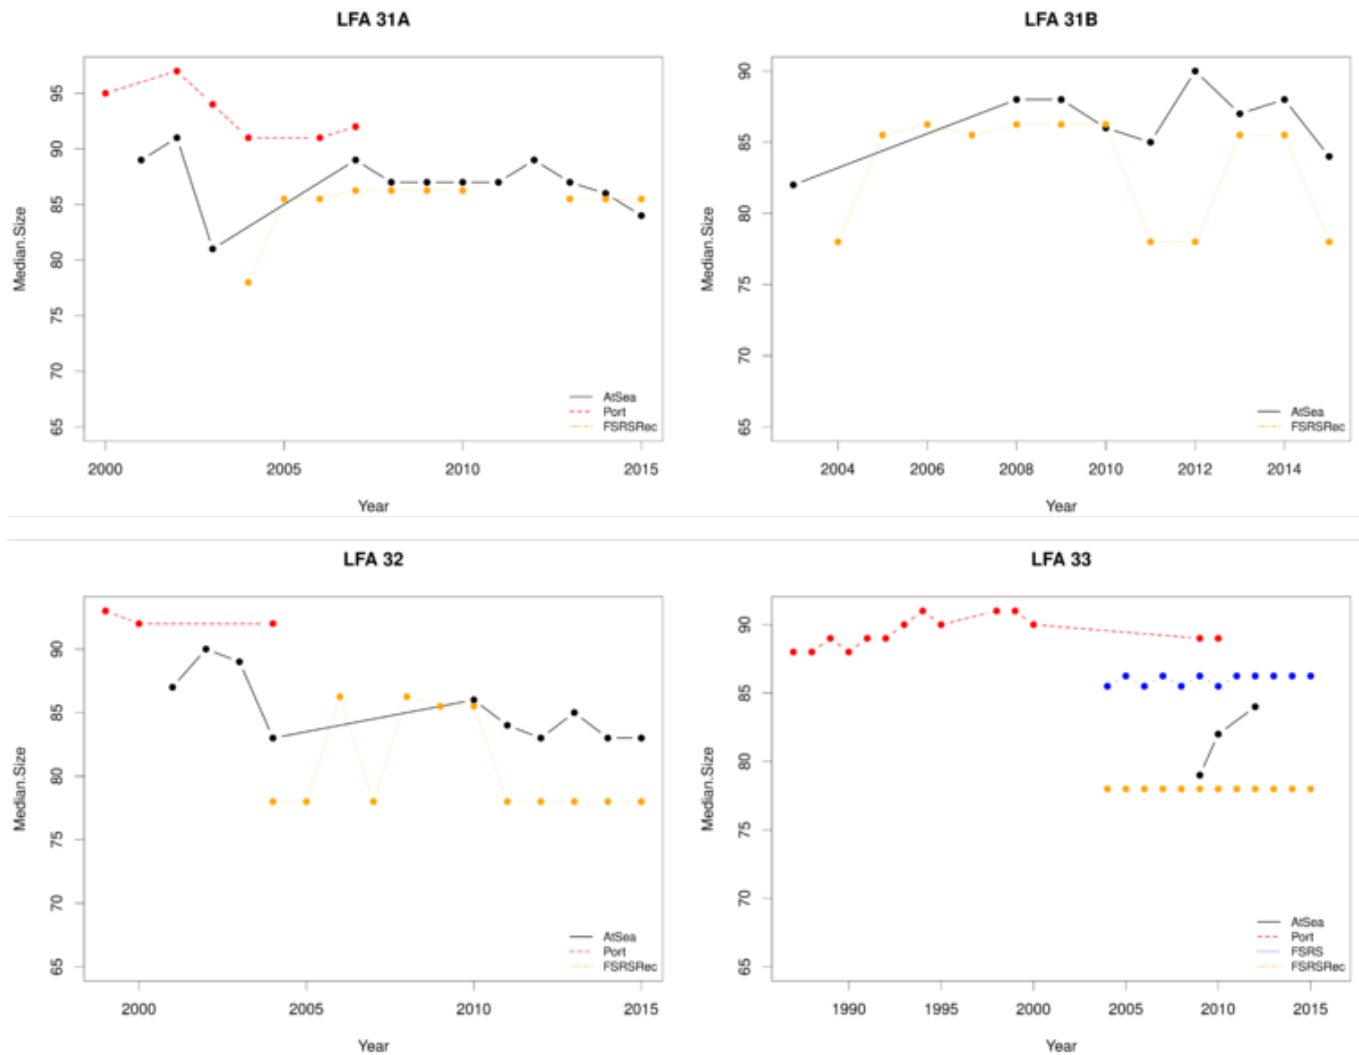 LFA 31A
LFA 31B
Median.Size
95
90
85
80
75
70
65
AtSea
Port
FSRSRec
2000
2005
2010
2015
Year
Median.Size
90
85
80
75
70
65
AtSea
FSRSRec
2004
2006
2008
2010
2012
2014
Year
LFA 32
LFA 33
Median.Size
90
85
80
75
70
65
AtSea
Port
FSRSRec
2000
2005
2010
2015
Year
Median.Size
90
85
80
75
70
65
AtSea
Port
FSRS
FSRSRec
1990
1995
2000
2005
2010
2015
Year